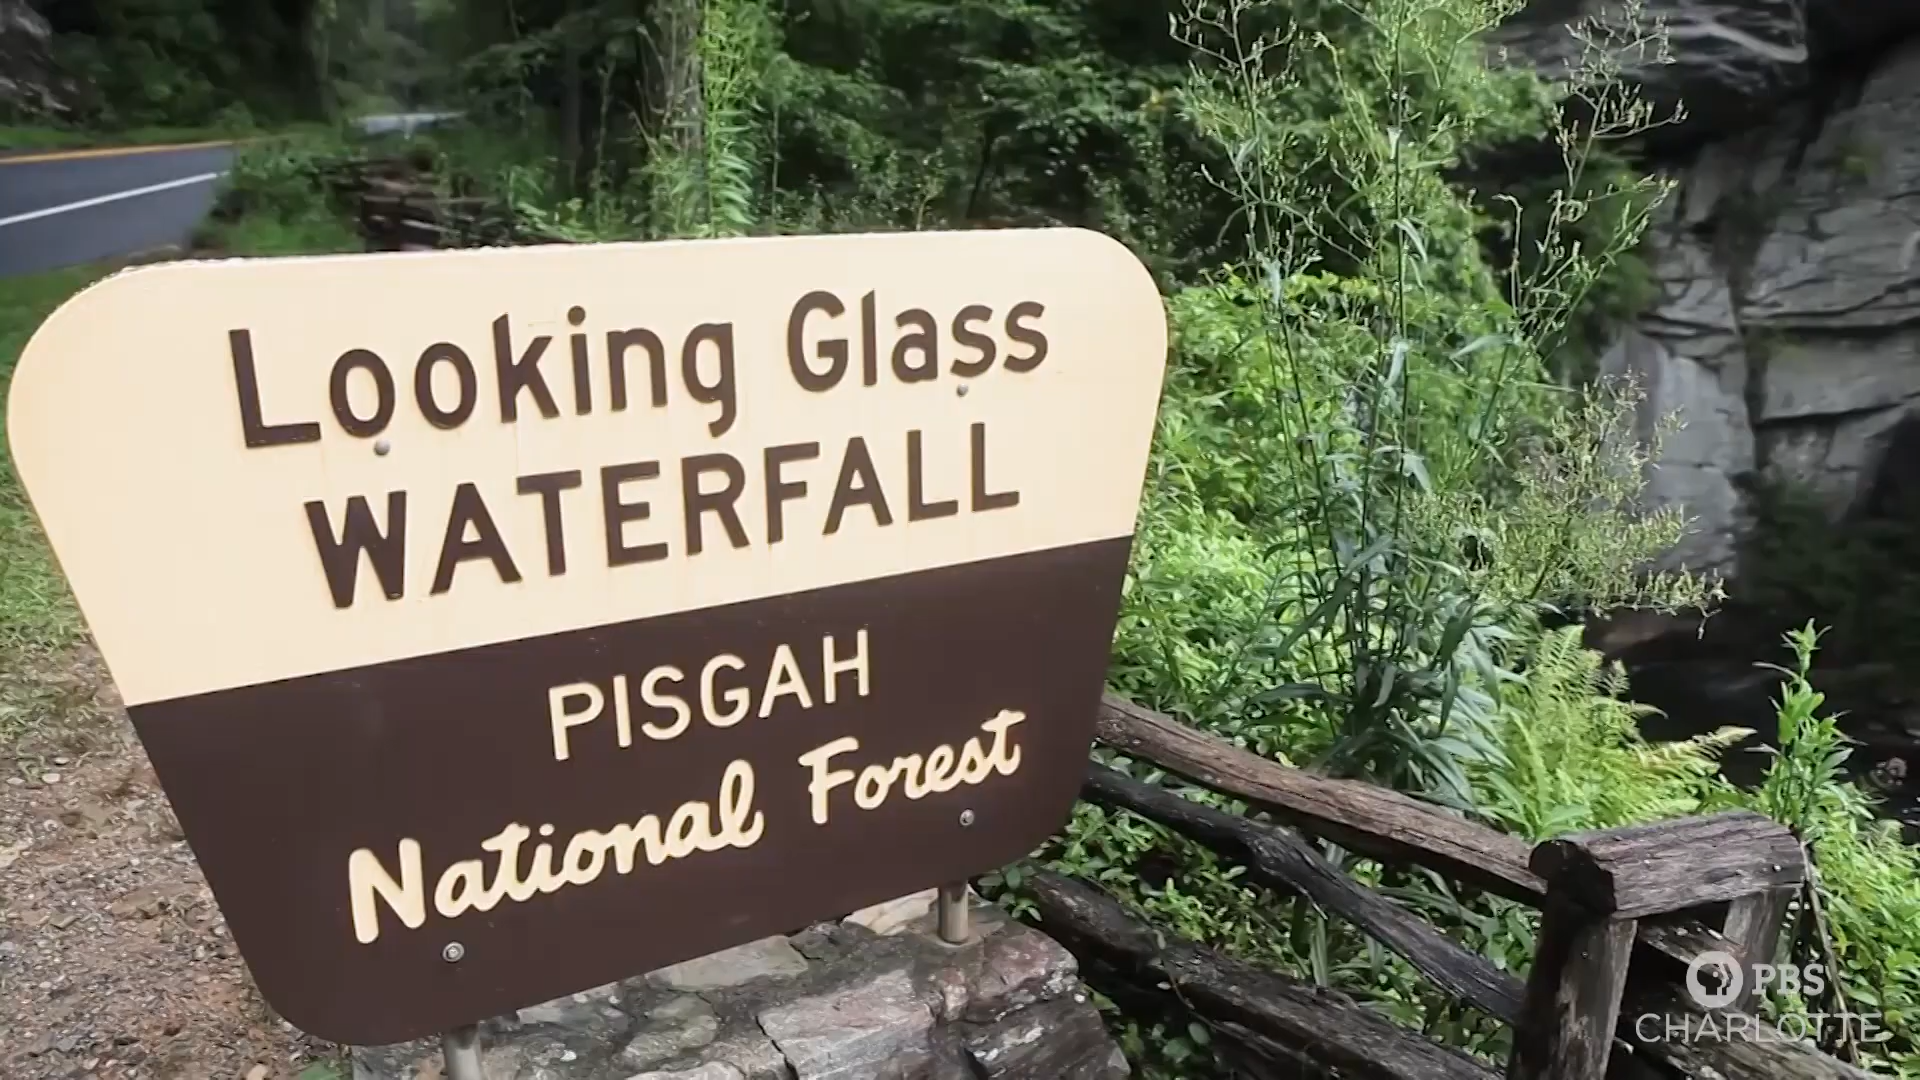 Looking Glass
WATERFALL
PISGAH
National Forest
PBS
CHARLOTTE